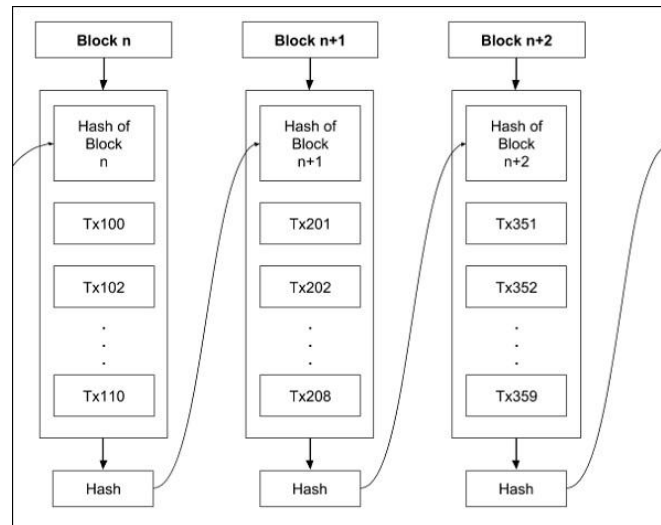 Block n
Hash of
Block
n
Tx100
Tx102
.
.
.
Tx110
Hash
Block n+1
Hash of
Block
n+1
Tx201
Tx202
.
.
.
Tx208
Hash
Block n+2
Hash of
Block
n+2
Tx351
Tx352
.
.
.
Tx359
Hash